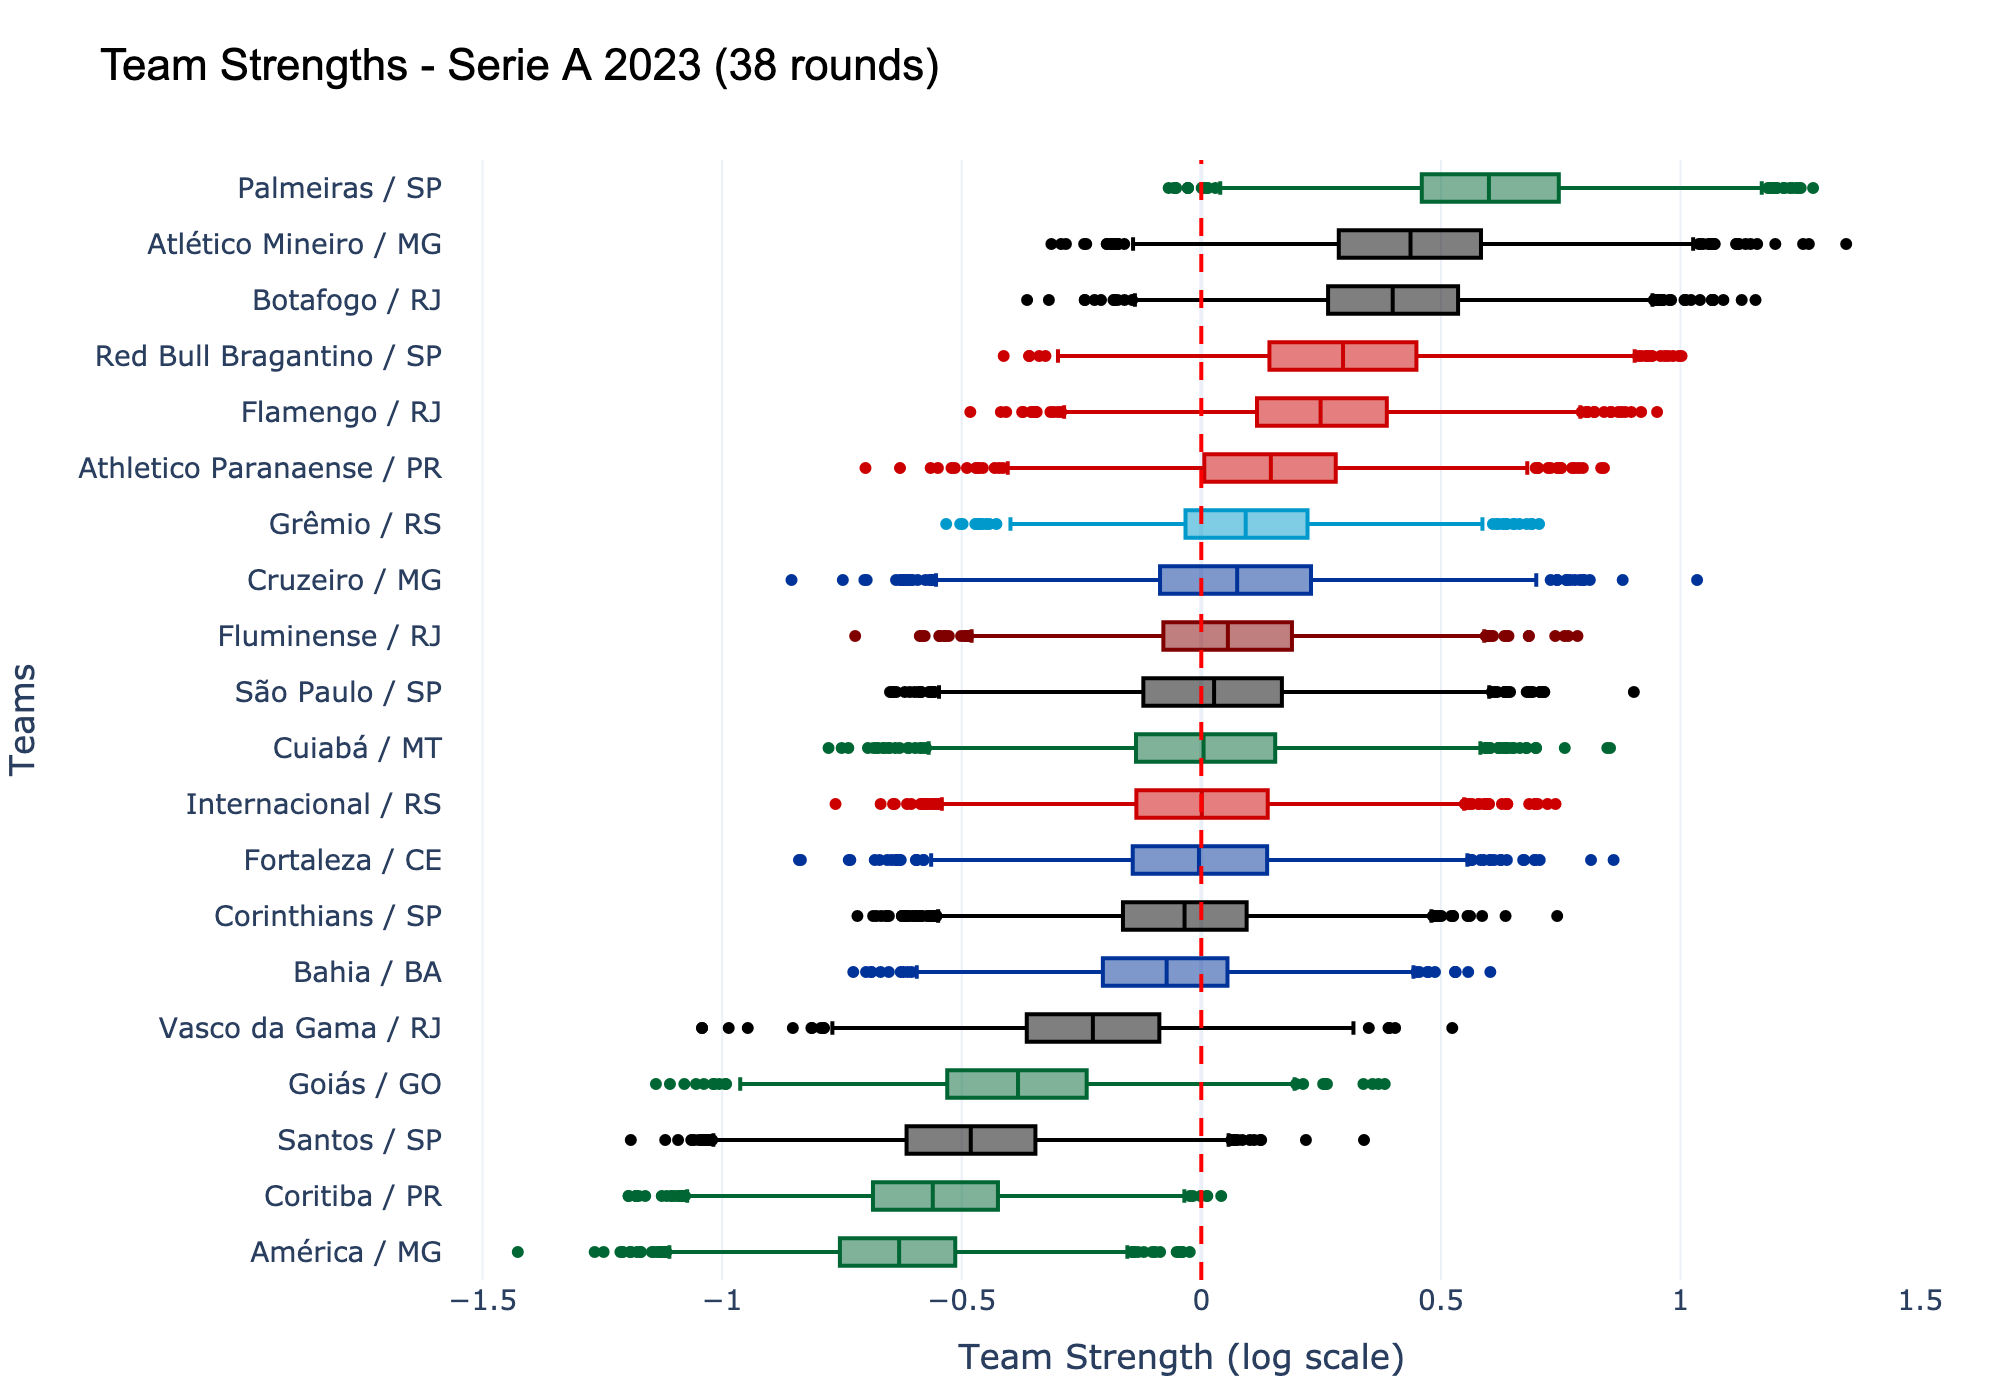 Team Strengths - Serie A 2023 (38 rounds)
Teams
Palmeiras / SP
Atlético Mineiro / MG
Botafogo / RJ
Red Bull Bragantino / SP
Flamengo / RJ
Athletico Paranaense / PR
Grêmio / RS
Cruzeiro / MG
Fluminense / RJ
São Paulo / SP
Cuiabá / MT
Internacional / RS
Fortaleza / CE
Corinthians / SP
Bahia / BA
Vasco da Gama / RJ
Goiás / GO
Santos / SP
Coritiba / PR
América / MG
−1.5 −1 −0.5 0 0.5 1 1.5
Team Strength (log scale)